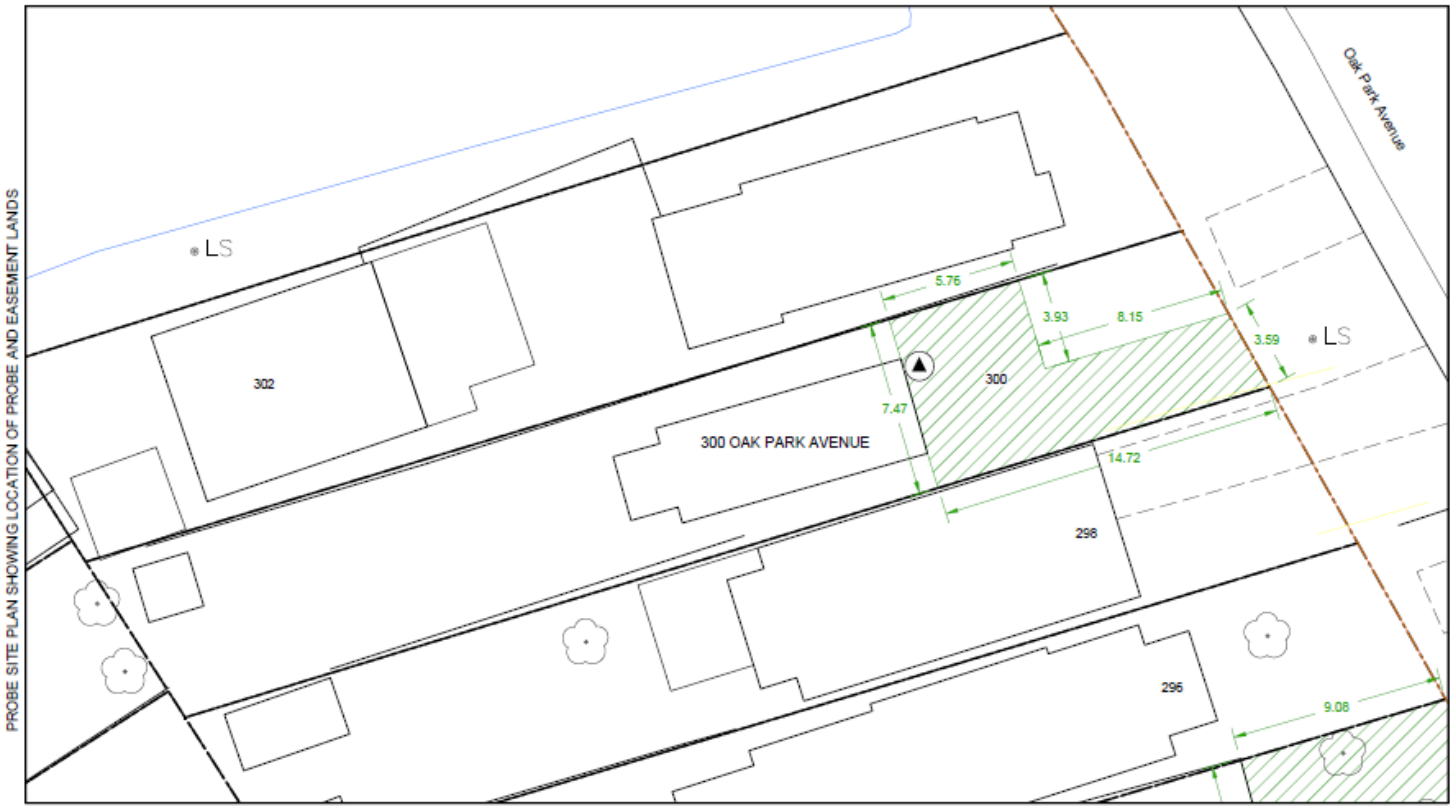 PROBE SITE PLAN SHOWING LOCATION OF PROBE AND EASEMENT LANDS
Oak Park Avenue
LS
5.76
3.93
8.15
3.59
LS
302
300
7.47
300 OAK PARK AVENUE
14.72
298
296
9.08